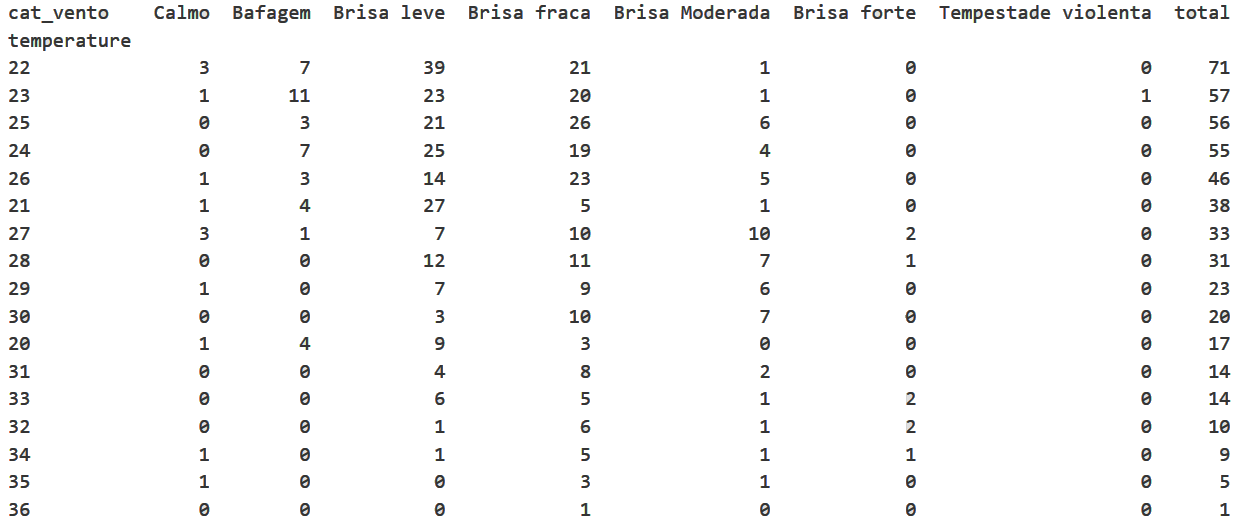 cat_vento Calmo Bafagem Brisa leve Brisa fraca Brisa Moderada Brisa forte Tempestade violenta total
temperature
22 3 7 39 21 1 0 0 71
23 1 11 23 20 1 0 1 57
25 0 3 21 26 6 0 0 56
24 0 7 25 19 4 0 0 55
26 1 3 14 23 5 0 0 46
21 1 4 27 5 1 0 0 38
27 3 1 7 10 10 2 0 33
28 0 0 12 11 7 1 0 31
29 1 0 7 9 6 0 0 23
30 0 0 3 10 7 0 0 20
20 1 4 9 3 0 0 0 17
31 0 0 4 8 2 0 0 14
33 0 0 6 5 1 2 0 14
32 0 0 1 6 1 2 0 10
34 1 0 1 5 1 1 0 9
35 1 0 0 3 1 0 0 5
36 0 0 0 1 0 0 0 1